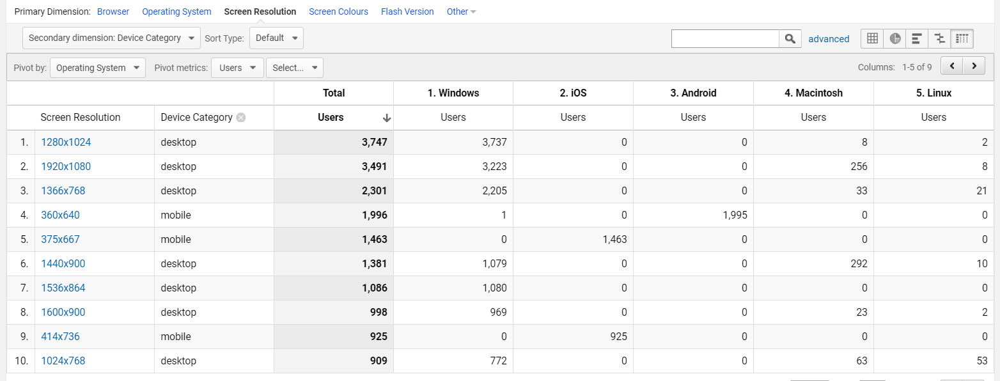 Primary Dimension: Browser Operating System Screen Resolution Screen Colours Flash Version Other
Secondary dimension: Device Category Sort Type: Default advanced
Pivot by: Operating System Pivot metrics: Users Select... Columns: 1-5 of 9
Total 1. Windows 2. iOS 3. Android 4. Macintosh 5. Linux
Screen Resolution Device Category Users Users Users Users Users Users
1. 1280x1024 desktop 3,747 3,737 0 0 8 2
2. 1920x1080 desktop 3,491 3,223 0 0 256 8
3. 1366x768 desktop 2,301 2,205 0 0 33 21
4. 360x640 mobile 1,996 1 0 1,995 0 0
5. 375x667 mobile 1,463 0 1,463 0 0 0
6. 1440x900 desktop 1,381 1,079 0 0 292 10
7. 1536x864 desktop 1,086 1,080 0 0 0 0
8. 1600x900 desktop 998 969 0 0 23 2
9. 414x736 mobile 925 0 925 0 0 0
10. 1024x768 desktop 909 772 0 0 63 53